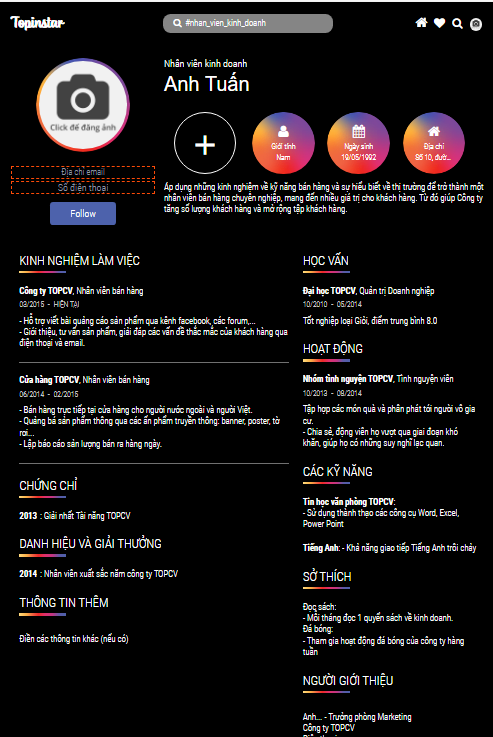 Topinstar
#nhan_vien_kinh_doanh
Nhân viên kinh doanh
Anh Tuấn
Click để đăng ảnh
Giới tính
Nam
Ngày sinh
19/05/1992
Địa chỉ
Số 10, đườ...
Địa chỉ email
Số điện thoại
Follow
Áp dụng những kinh nghiệm về kỹ năng bán hàng và sự hiểu biết về thị trường để trở thành một
nhân viên bán hàng chuyên nghiệp, mang đến nhiều giá trị cho khách hàng. Từ đó giúp Công ty
tăng số lượng khách hàng và mở rộng tập khách hàng.
KINH NGHIỆM LÀM VIỆC
Công ty TOPCV, Nhân viên bán hàng
03/2015 - HIỆN TẠI
- Hỗ trợ viết bài quảng cáo sản phẩm qua kênh facebook, các forum,...
- Giới thiệu, tư vấn sản phẩm, giải đáp các vấn đề thắc mắc của khách hàng qua
điện thoại và email.
Cửa hàng TOPCV, Nhân viên bán hàng
06/2014 - 02/2015
- Bán hàng trực tiếp tại cửa hàng cho người nước ngoài và người Việt.
- Quảng bá sản phẩm thông qua các ấn phẩm truyền thông: banner, poster, tờ
rơi...
- Lập báo cáo sản lượng bán ra hàng ngày.
CHỨNG CHỈ
2013 : Giải nhất Tài năng TOPCV
DANH HIỆU VÀ GIẢI THƯỞNG
2014 : Nhân viên xuất sắc năm công ty TOPCV
THÔNG TIN THÊM
Điền các thông tin khác (nếu có)
HỌC VẤN
Đại học TOPCV, Quản trị Doanh nghiệp
10/2010 - 05/2014
Tốt nghiệp loại Giỏi, điểm trung bình 8.0
HOẠT ĐỘNG
Nhóm tình nguyện TOPCV, Tình nguyện viên
10/2013 - 08/2014
Tập hợp các món quà và phân phát tới người vô gia
cư.
- Chia sẻ, động viên họ vượt qua giai đoạn khó
khăn, giúp họ có những suy nghĩ lạc quan.
CÁC KỸ NĂNG
Tin học văn phòng TOPCV:
- Sử dụng thành thạo các công cụ Word, Excel,
Power Point
Tiếng Anh: - Khả năng giao tiếp Tiếng Anh trôi chảy
SỞ THÍCH
Đọc sách:
- Mỗi tháng đọc 1 quyển sách về kinh doanh.
Đá bóng:
- Tham gia hoạt động đá bóng của công ty hàng
tuần
NGƯỜI GIỚI THIỆU
Anh... - Trưởng phòng Marketing
Công ty TOPCV